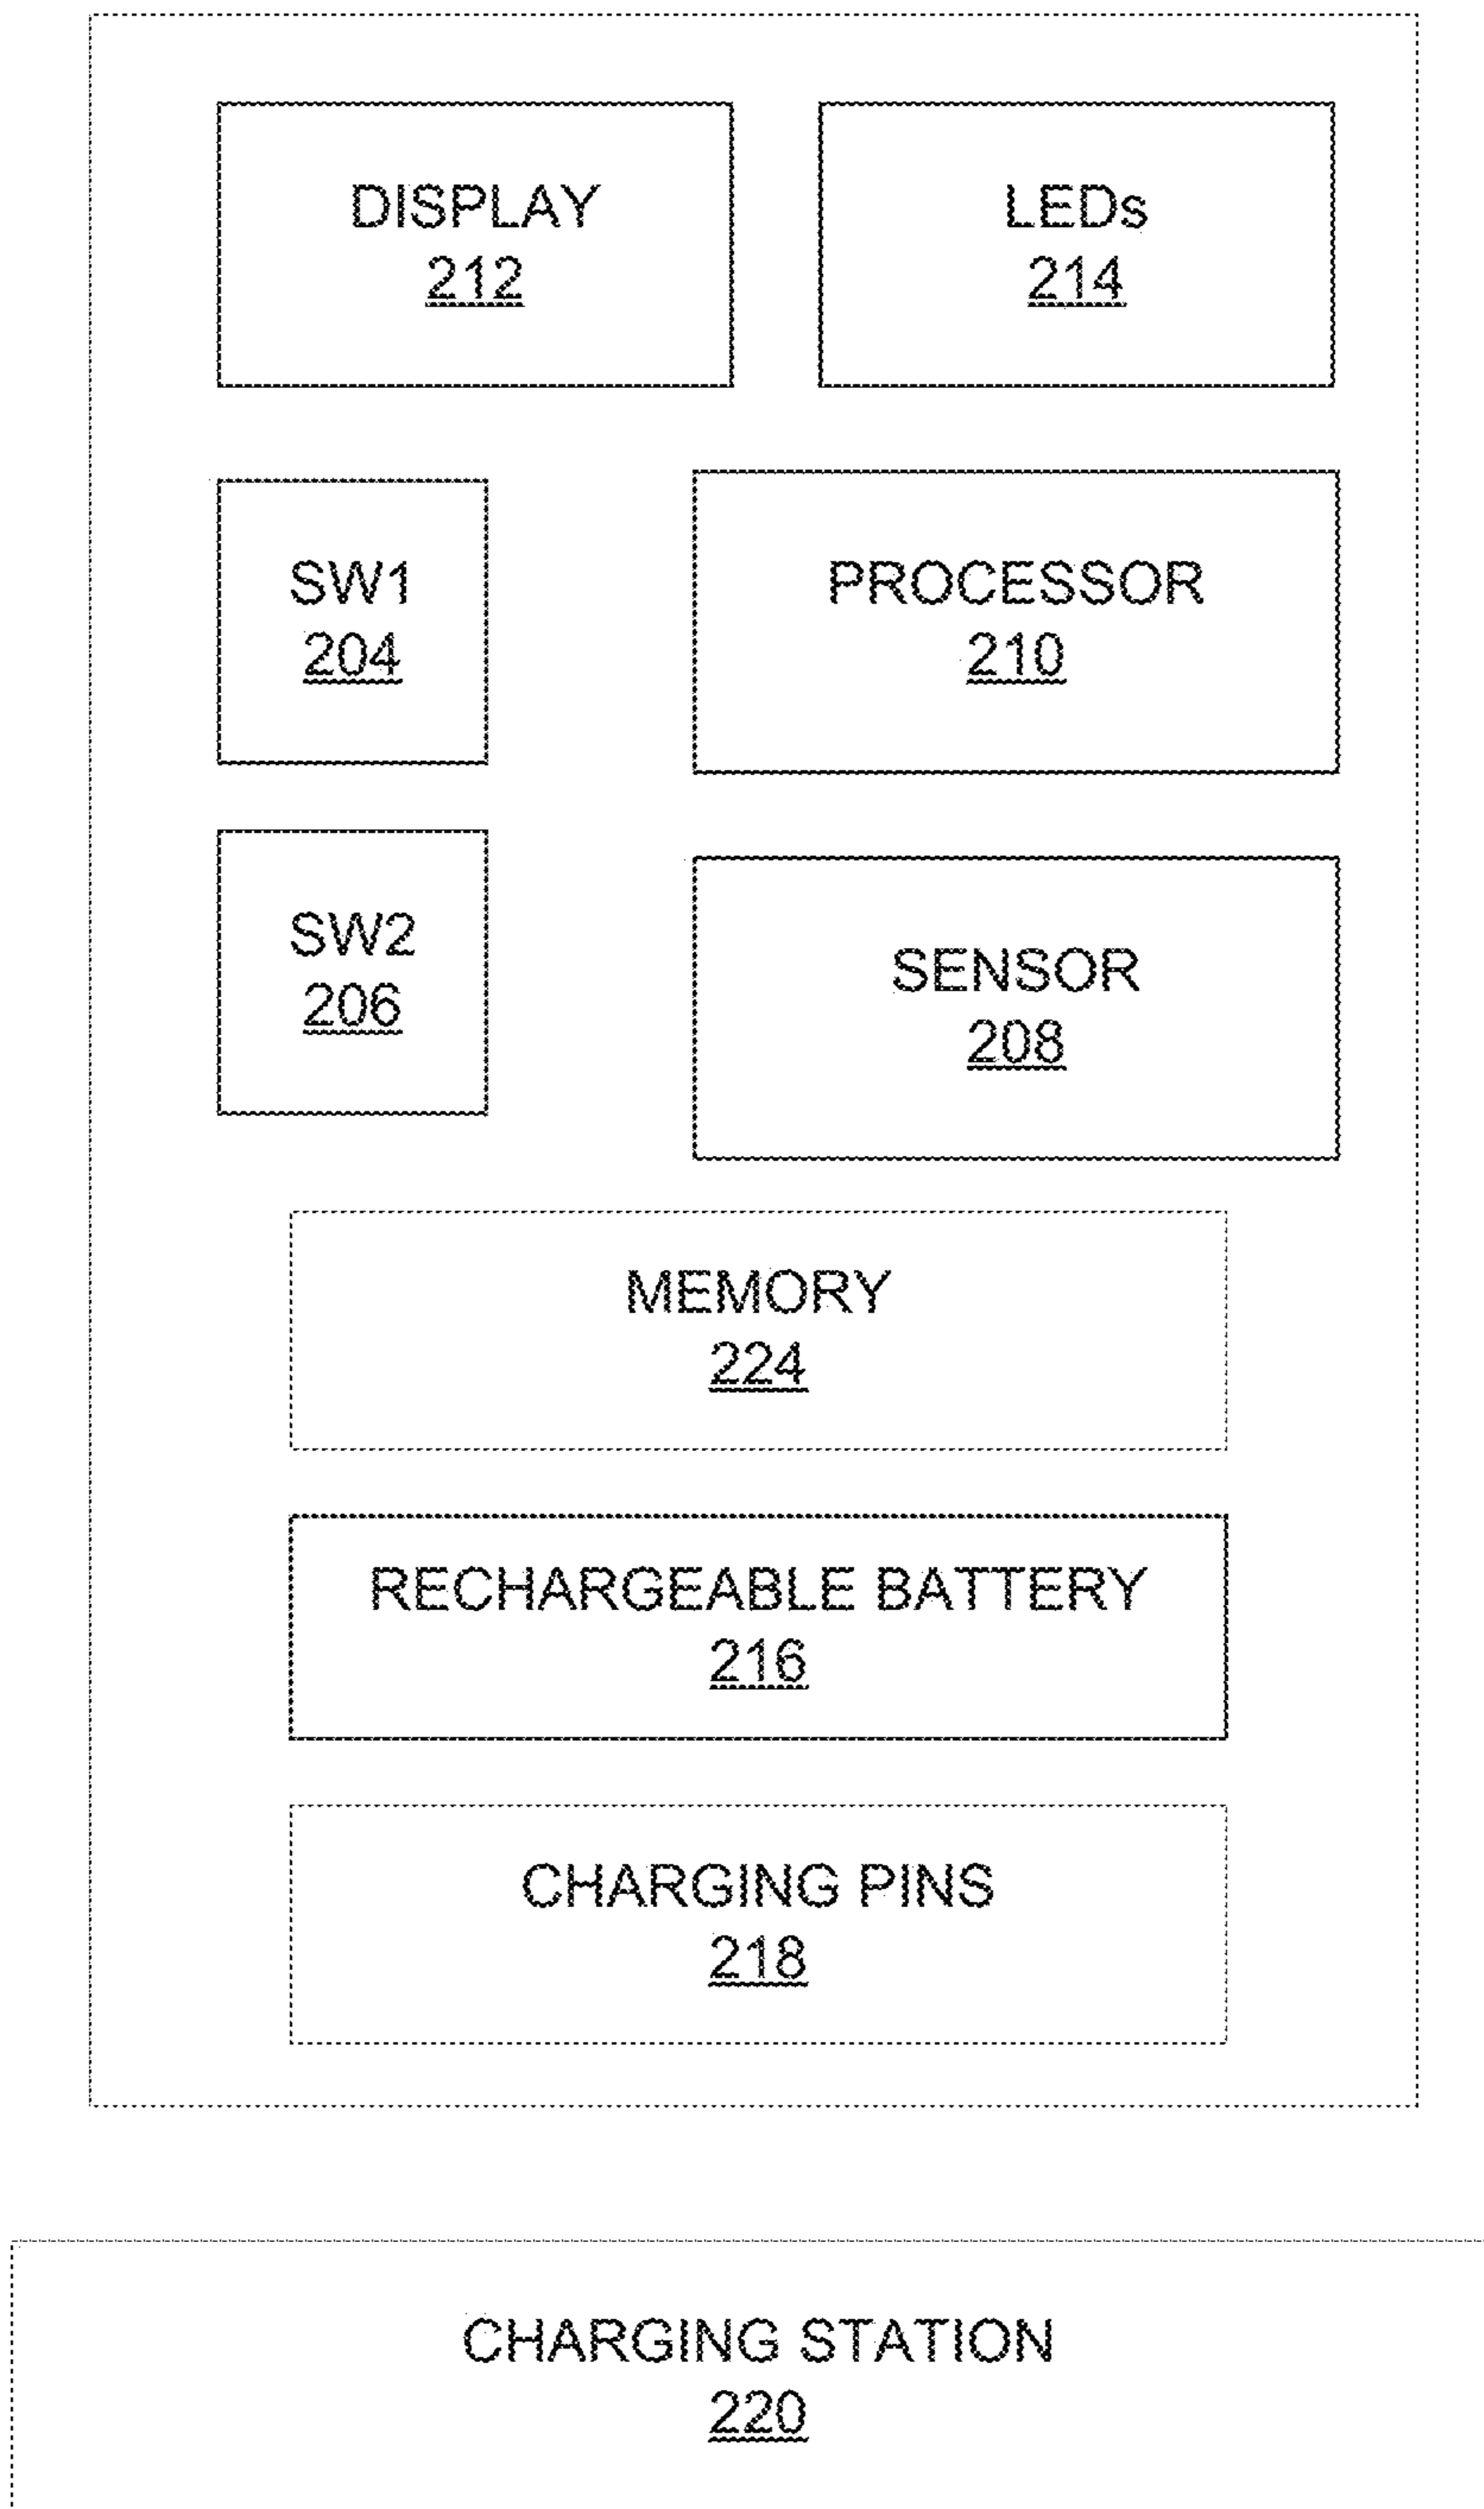 DISPLAY
212
LEDs
214
SW1
204
PROCESSOR
210
SW2
206
SENSOR
208
MEMORY
224
RECHARGEABLE BATTERY
216
CHARGING PINS
218
CHARGING STATION
220